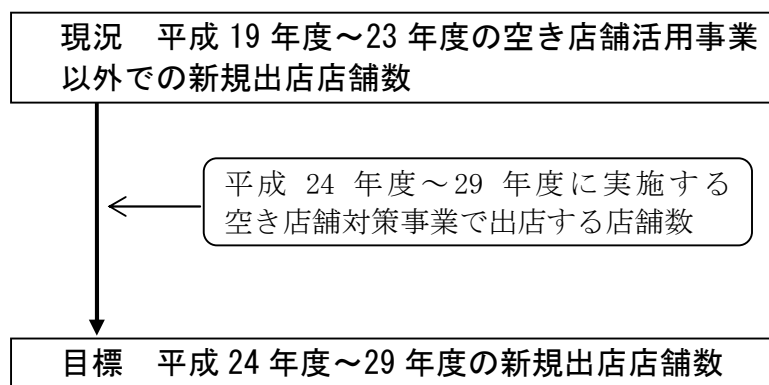 現況　平成 19 年度～23 年度の空き店舗活用事業
以外での新規出店店舗数
平成 24 年度～29 年度に実施する
空き店舗対策事業で出店する店舗数
目標　平成 24 年度～29 年度の新規出店店舗数